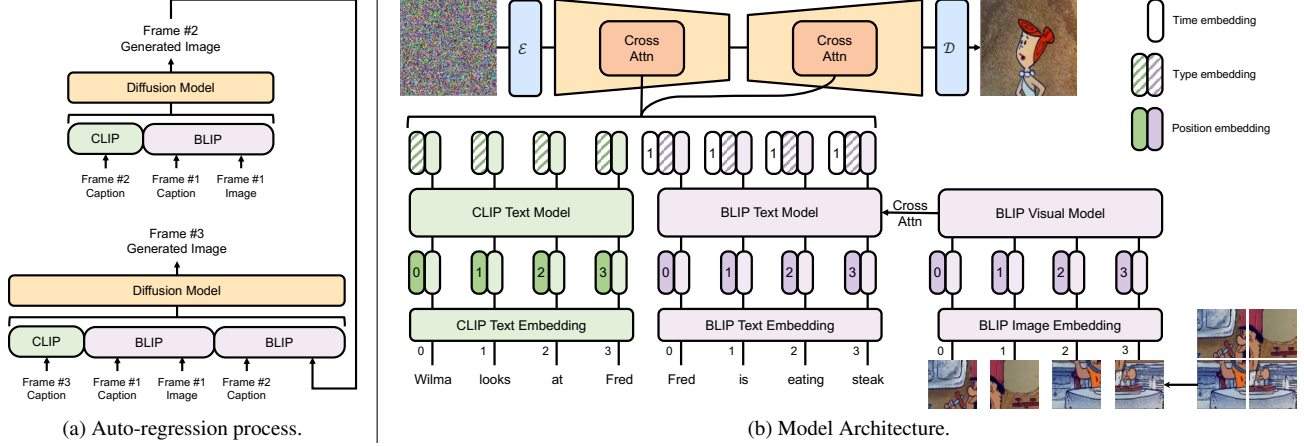 Frame #2
Generated Image
Diffusion Model
CLIP
BLIP
Frame #2
Caption
Frame #1
Caption
Frame #1
Image
Frame #3
Generated Image
Diffusion Model
CLIP
BLIP
BLIP
Frame #3
Caption
Frame #1
Caption
Frame #1
Image
Frame #2
Caption
(a) Auto-regression process.
ℰ
Cross
Attn
Cross
Attn
𝒟
Time embedding
Type embedding
Position embedding
1
1
1
1
CLIP Text Model
BLIP Text Model
Cross
Attn
BLIP Visual Model
0 1 2 3
0 1 2 3
0 1 2 3
CLIP Text Embedding
BLIP Text Embedding
BLIP Image Embedding
0 1 2 3
0 1 2 3
0 1 2 3
Wilma looks at Fred
Fred is eating steak
(b) Model Architecture.